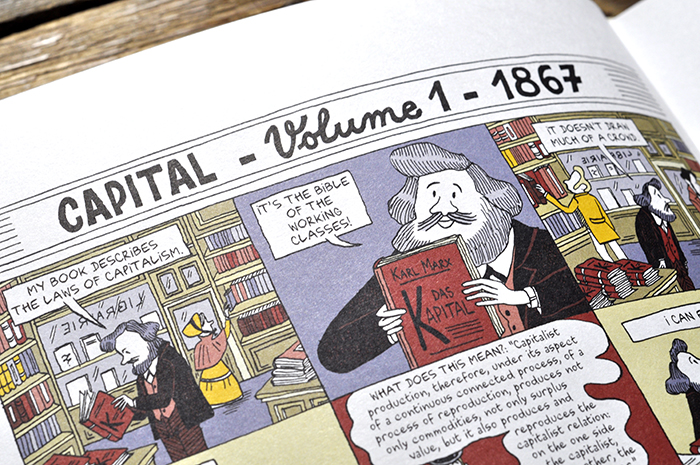 CAPITAL - Volume 1 - 1867
MY BOOK DESCRIBES
THE LAWS OF CAPITALISM.
LIBRAIRIE
K
IT'S THE BIBLE
OF THE
WORKING
CLASSES!
KARL MARX
DAS
KAPITAL
WHAT DOES THIS MEAN?: "Capitalist
production, therefore, under its aspect
of a continuous connected process, of a
process of reproduction, produces not
only commodities, not only surplus
value, but it also produces and
reproduces the
capitalist relation:
on the one side
the capitalist,
the
IT DOESN'T DRAW
MUCH OF A CROWD.
LIBRAIRIE
I CAN